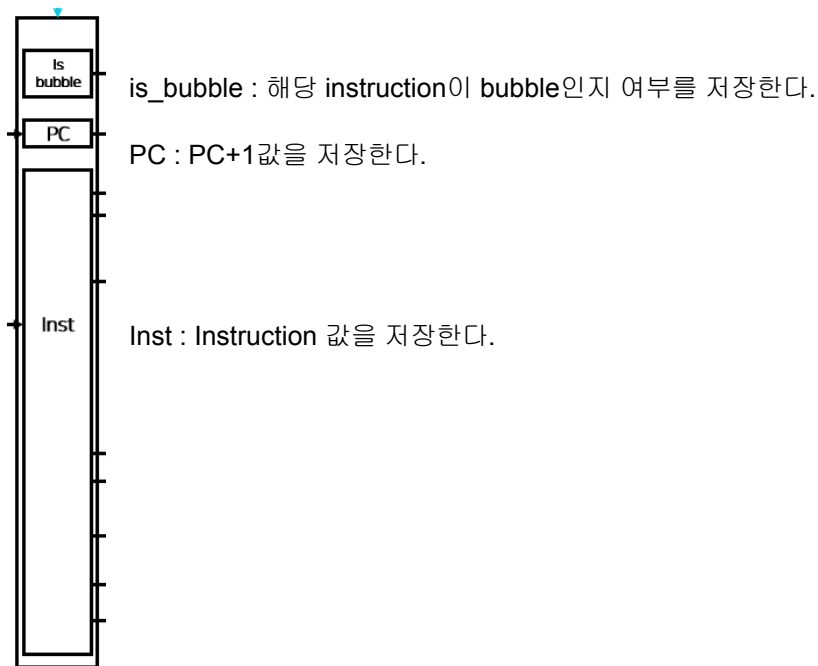 Is
bubble
is_bubble : 해당 instruction이 bubble인지 여부를 저장한다.
PC
PC : PC+1값을 저장한다.
Inst
Inst : Instruction 값을 저장한다.